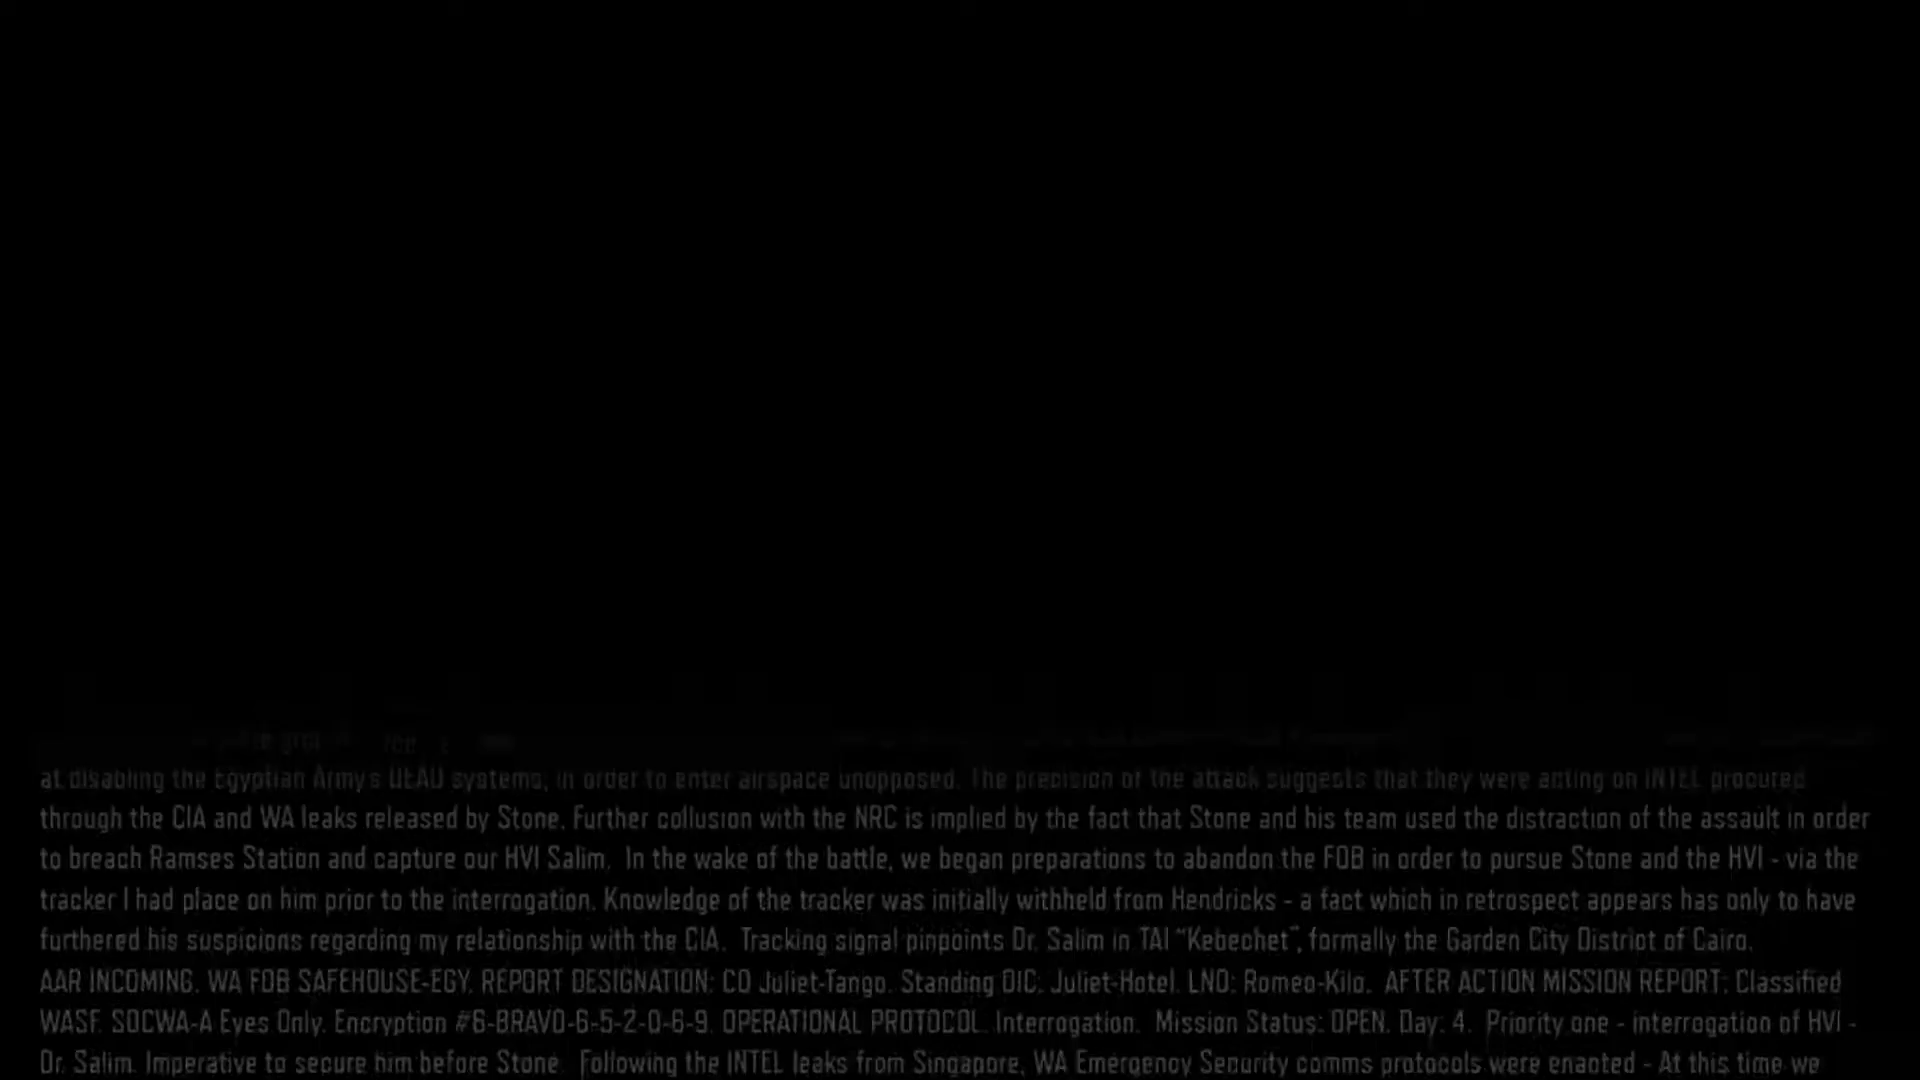 at disabling the Egyptian Army's DEAD systems, in order to enter airspace unopposed. The precision of the attack suggests that they were acting on INTEL procured
through the CIA and WA leaks released by Stone. Further collusion with the NRC is implied by the fact that Stone and his team used the distraction of the assault in order
to breach Ramses Station and capture our HVI Salim. In the wake of the battle, we began preparations to abandon the FOB in order to pursue Stone and the HVI - via the
tracker I had place on him prior to the interrogation. Knowledge of the tracker was initially withheld from Hendricks - a fact which in retrospect appears has only to have
furthered his suspicions regarding my relationship with the CIA. Tracking signal pinpoints Dr. Salim in TAI "Kebechet", formally the Garden City District of Cairo.
AAR INCOMING. WA FOB SAFEHOUSE-EGY. REPORT DESIGNATION: CO Juliet-Tango. Standing OIC: Juliet-Hotel. LNO: Romeo-Kilo. AFTER ACTION MISSION REPORT: Classified
WASF. SOCWA-A Eyes Only. Encryption #6-BRAVO-6-5-2-0-6-9. OPERATIONAL PROTOCOL. Interrogation. Mission Status: OPEN. Day: 4. Priority one - interrogation of HVI -
Dr. Salim. Imperative to secure him before Stone. Following the INTEL leaks from Singapore, WA Emergency Security comms protocols were enacted - At this time we